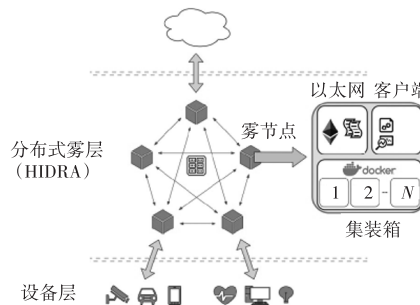 以太网 客户端
雾节点
分布式雾层
（HIDRA）
docker
1 2 - N
集装箱
设备层